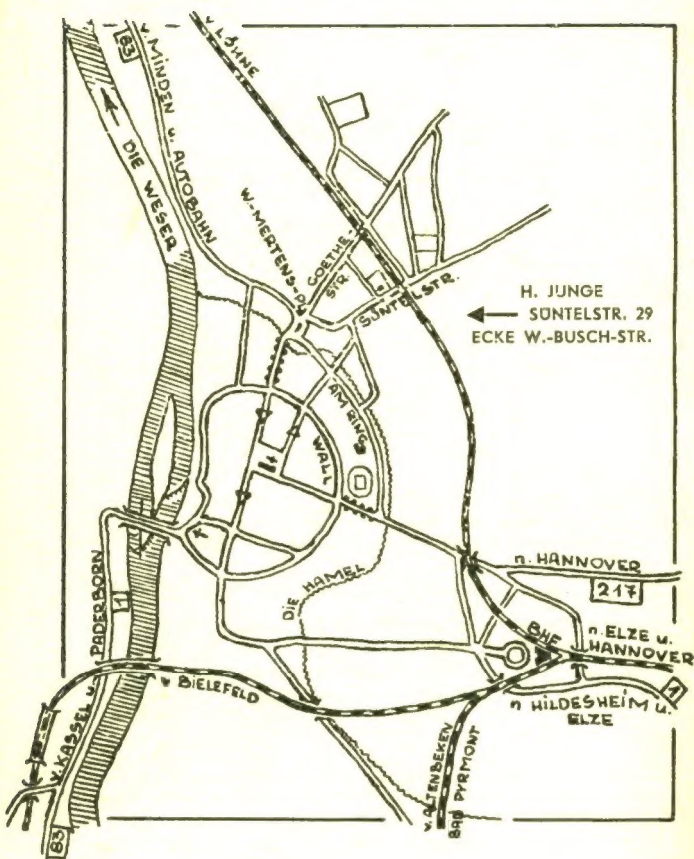 83
v. MINDEN u. AUTOBAHN
v. LÖHNE
DIE WESER
W.-MERTENS-PL.
GOETHE-
STR.
SÜNTELSTR.
H. JUNGE
SÜNTELSTR. 29
ECKE W.-BUSCH-STR.
AM RING
WALL
n. HANNOVER
217
DIE HAMEL
BHF
n. ELZE u.
HANNOVER
1
n HILDESHEIM u.
ELZE
v. KASSEL u. PADERBORN
1
v BIELEFELD
v. ALTENBEKEN
BAD PYRMONT
83